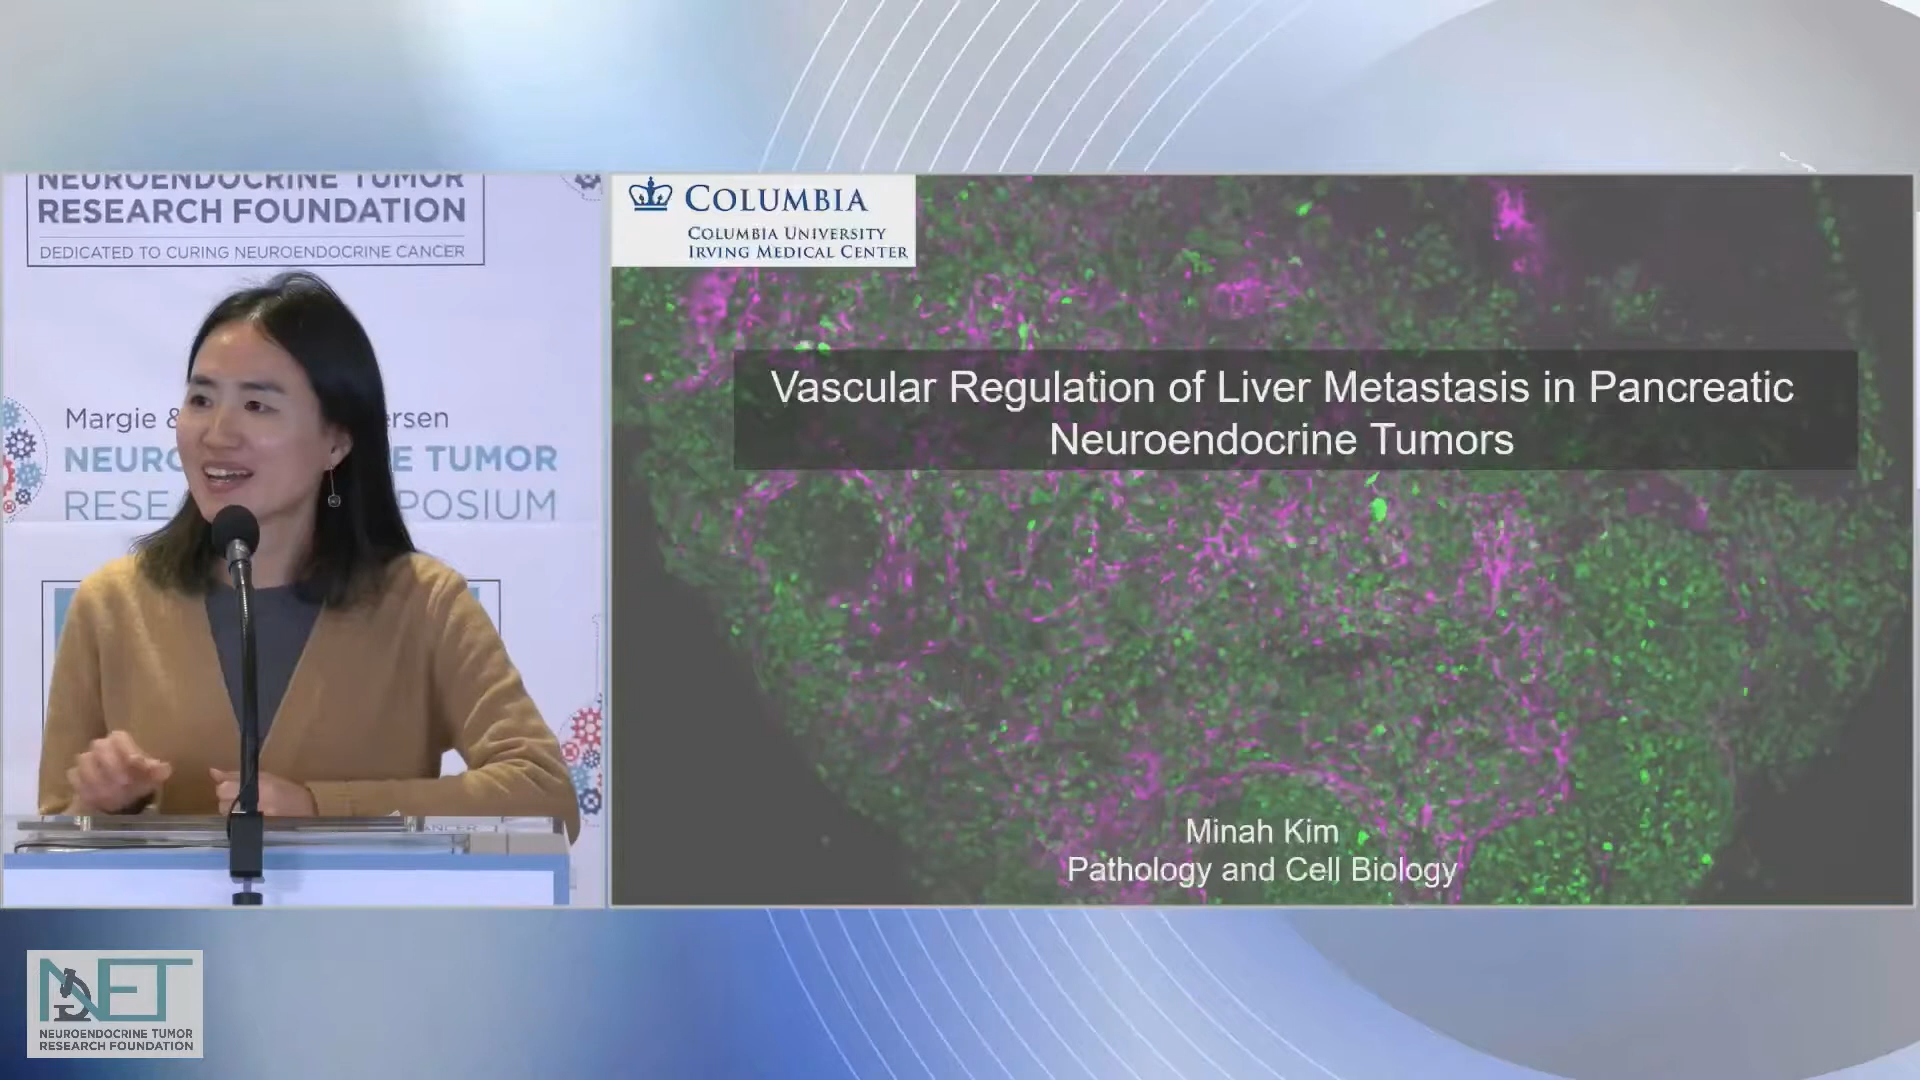 NEUROENDOCRINE TUMOR
RESEARCH FOUNDATION
DEDICATED TO CURING NEUROENDOCRINE CANCER
Margie & ersen
NEURO E TUMOR
RESE POSIUM
ANCER
COLUMBIA
COLUMBIA UNIVERSITY
IRVING MEDICAL CENTER
Vascular Regulation of Liver Metastasis in Pancreatic
Neuroendocrine Tumors
Minah Kim
Pathology and Cell Biology
NET
NEUROENDOCRINE TUMOR
RESEARCH FOUNDATION